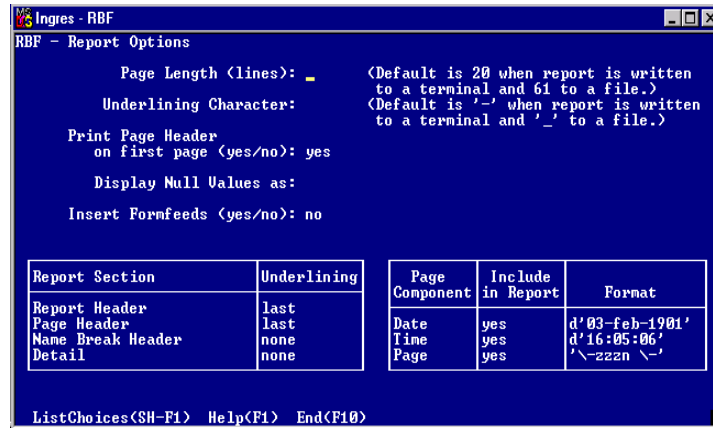 Ingres - RBF
RBF - Report Options
Page Length (lines): _ (Default is 20 when report is written
to a terminal and 61 to a file.)
Underlining Character: (Default is '-' when report is written
to a terminal and '_' to a file.)
Print Page Header
on first page (yes/no): yes
Display Null Values as:
Insert Formfeeds (yes/no): no
Report Section Underlining
Report Header last
Page Header last
Name Break Header none
Detail none
Page Include
Component in Report Format
Date yes d'03-feb-1901'
Time yes d'16:05:06'
Page yes '\-zzzn \-'
ListChoices(SH-F1) Help(F1) End(F10)